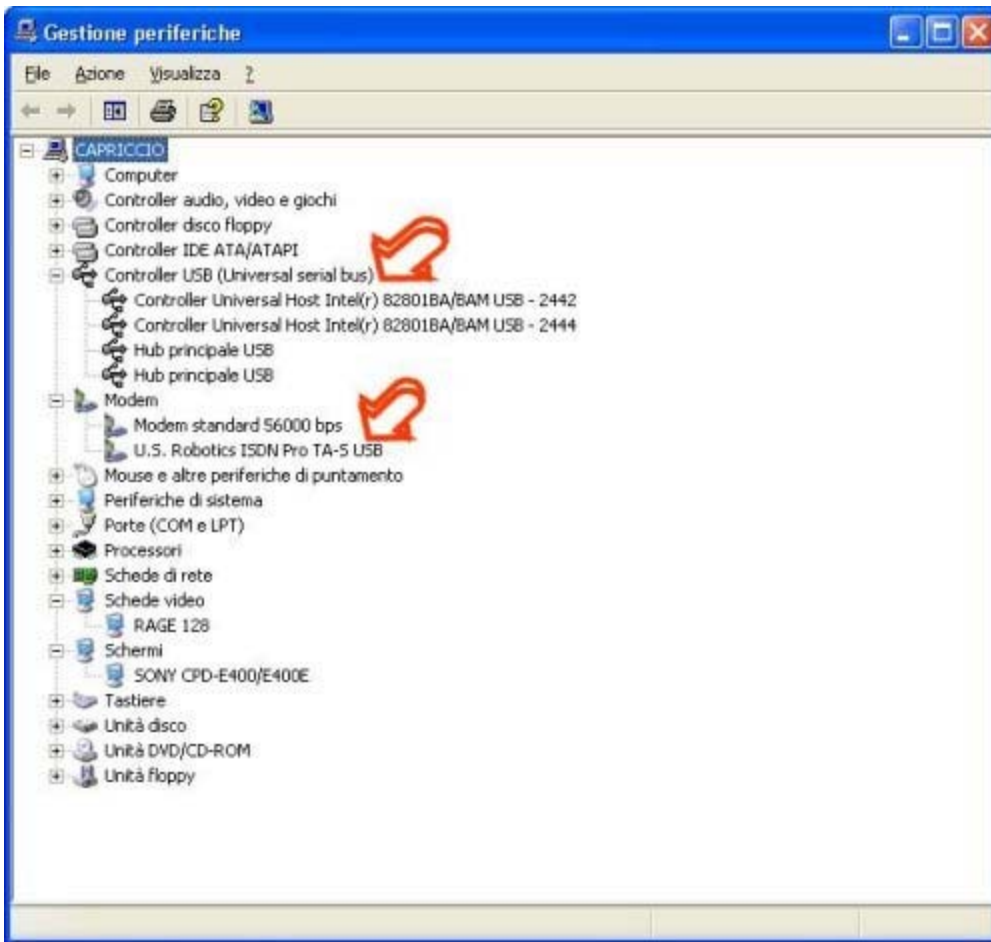 Gestione periferiche
File Azione Visualizza ?
CAPRICCIO
Computer
Controller audio, video e giochi
Controller disco floppy
Controller IDE ATA/ATAPI
Controller USB (Universal serial bus)
Controller Universal Host Intel(r) 82801BA/BAM USB - 2442
Controller Universal Host Intel(r) 82801BA/BAM USB - 2444
Hub principale USB
Hub principale USB
Modem
Modem standard 56000 bps
U.S. Robotics ISDN Pro TA-S USB
Mouse e altre periferiche di puntamento
Periferiche di sistema
Porte (COM e LPT)
Processori
Schede di rete
Schede video
RAGE 128
Schermi
SONY CPD-E400/E400E
Tastiere
Unità disco
Unità DVD/CD-ROM
Unità floppy